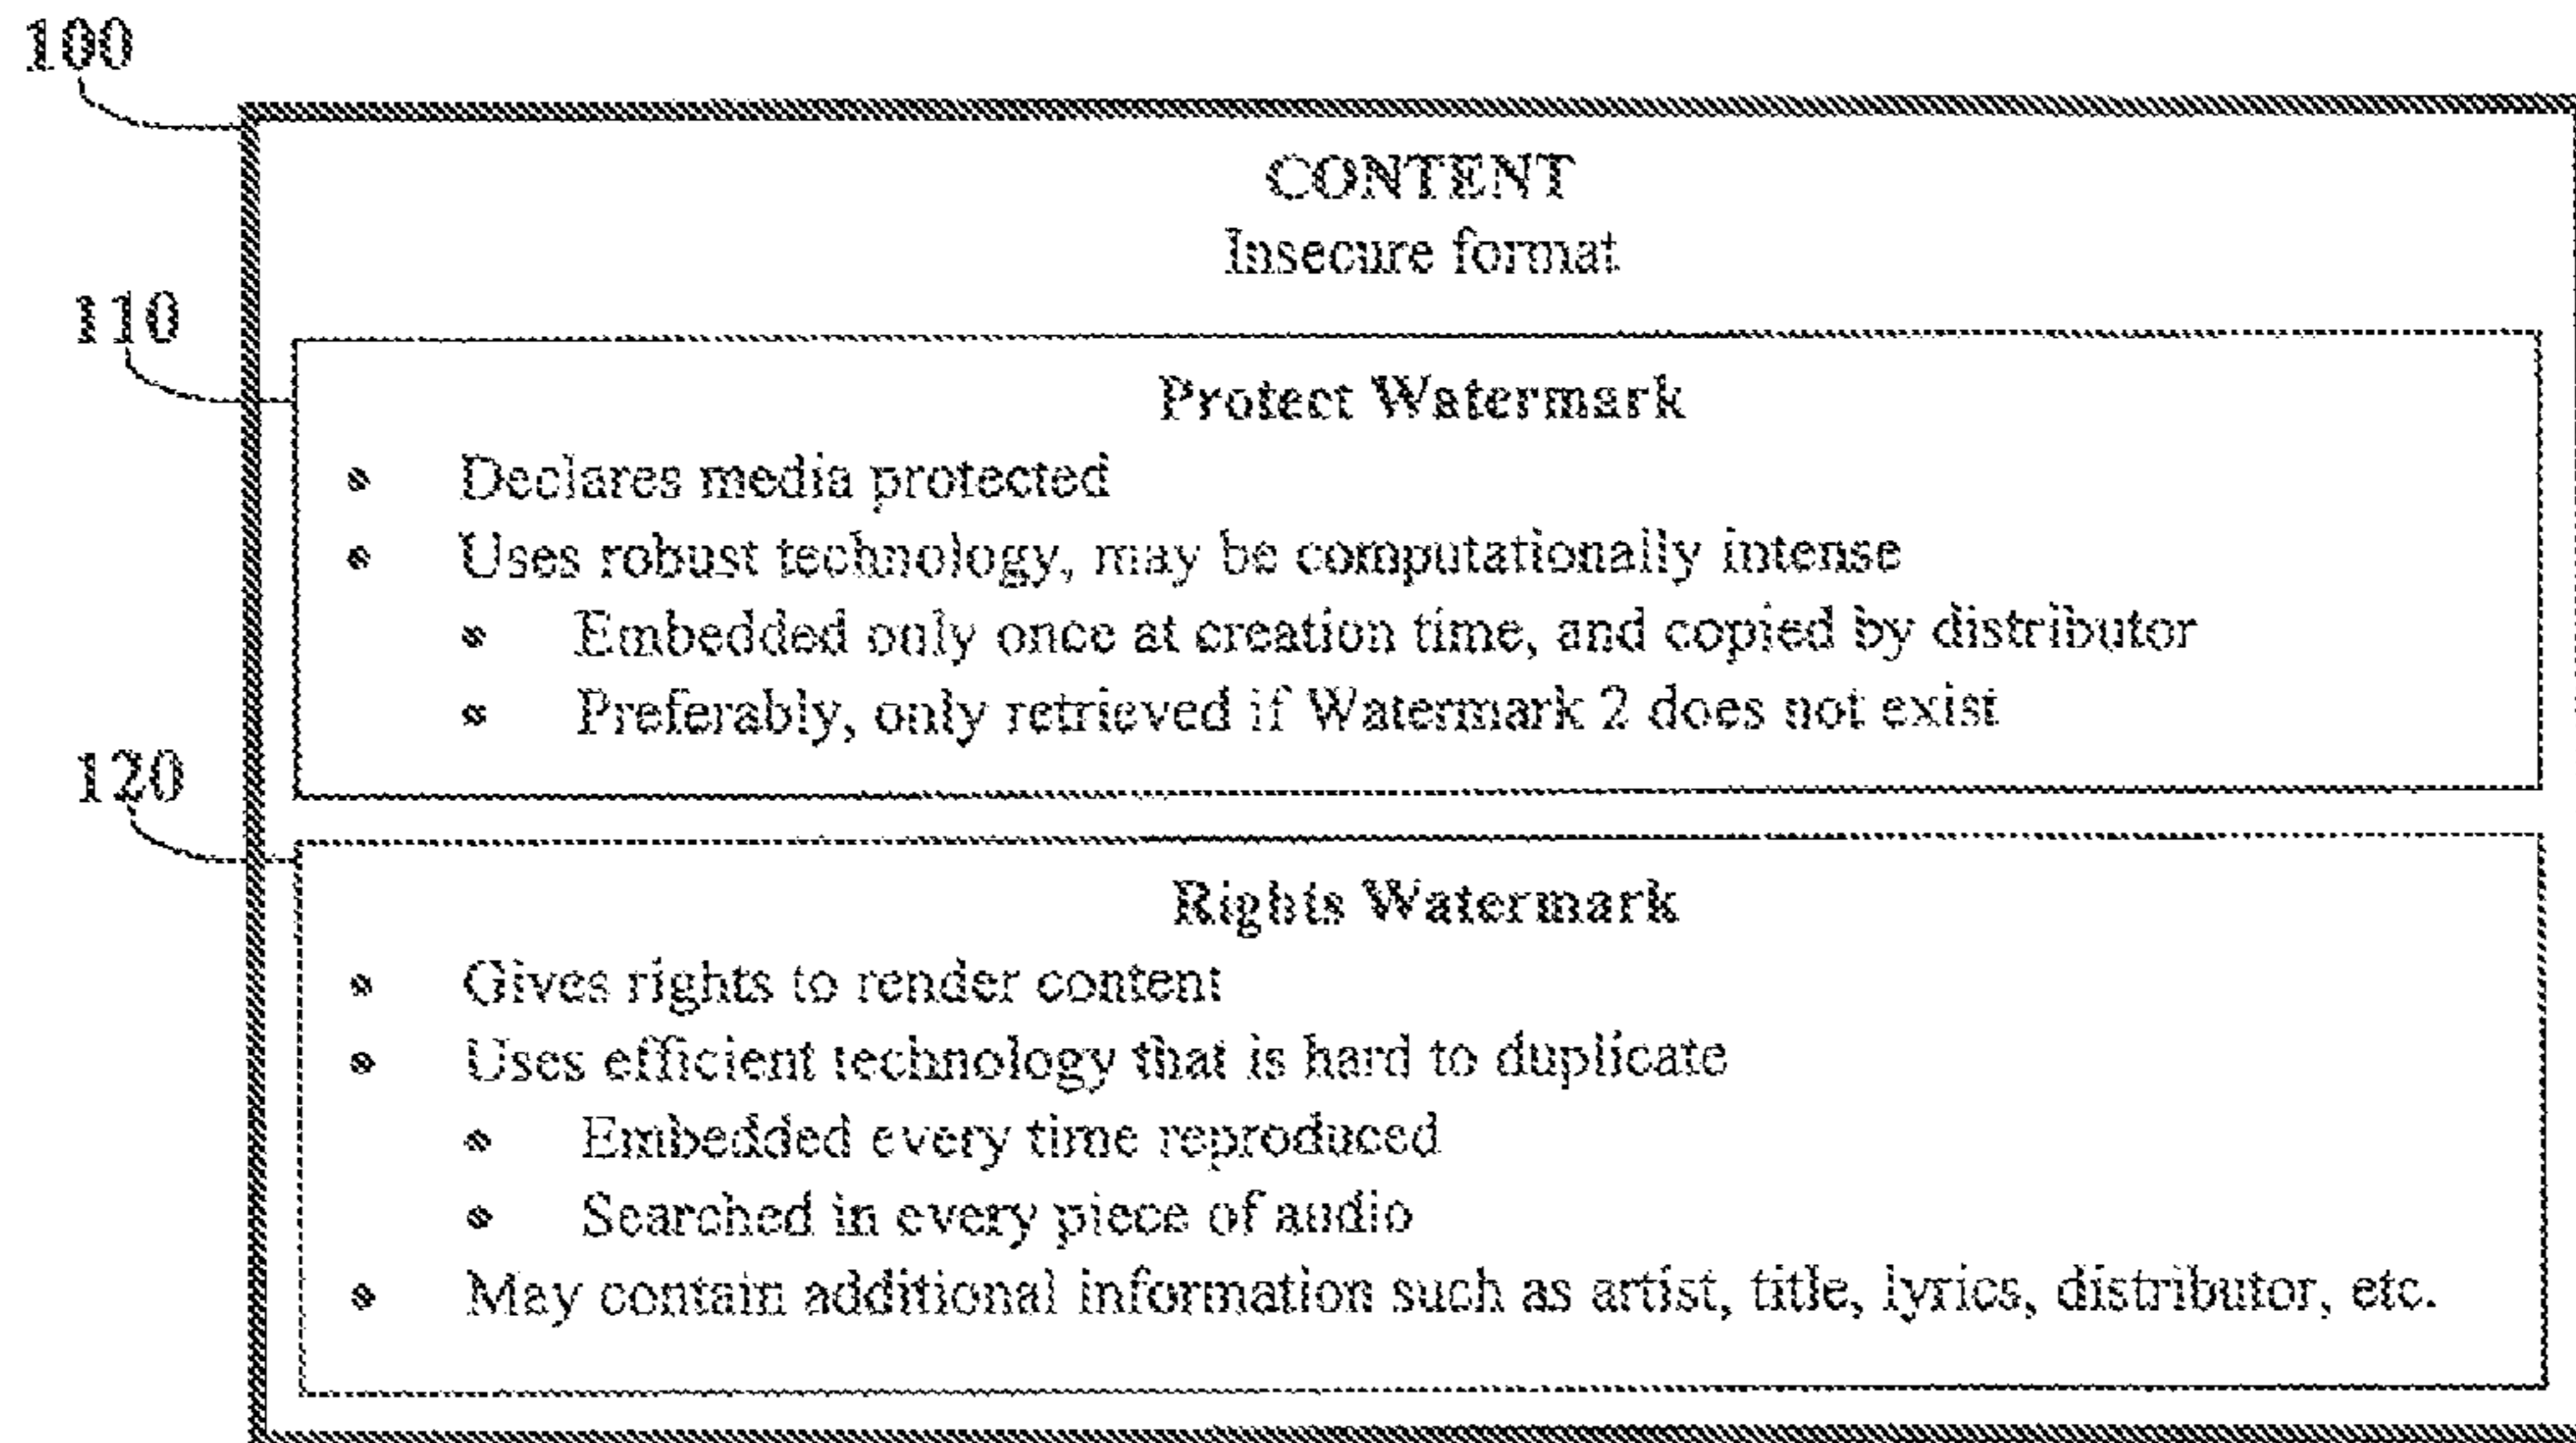 100
CONTENT
Insecure format
110
Protect Watermark
• Declares media protected
• Uses robust technology, may be computationally intense
• Embedded only once at creation time, and copied by distributor
• Preferably, only retrieved if Watermark 2 does not exist
120
Rights Watermark
• Gives rights to render content
• Uses efficient technology that is hard to duplicate
• Embedded every time reproduced
• Searched in every piece of audio
• May contain additional information such as artist, title, lyrics, distributor, etc.